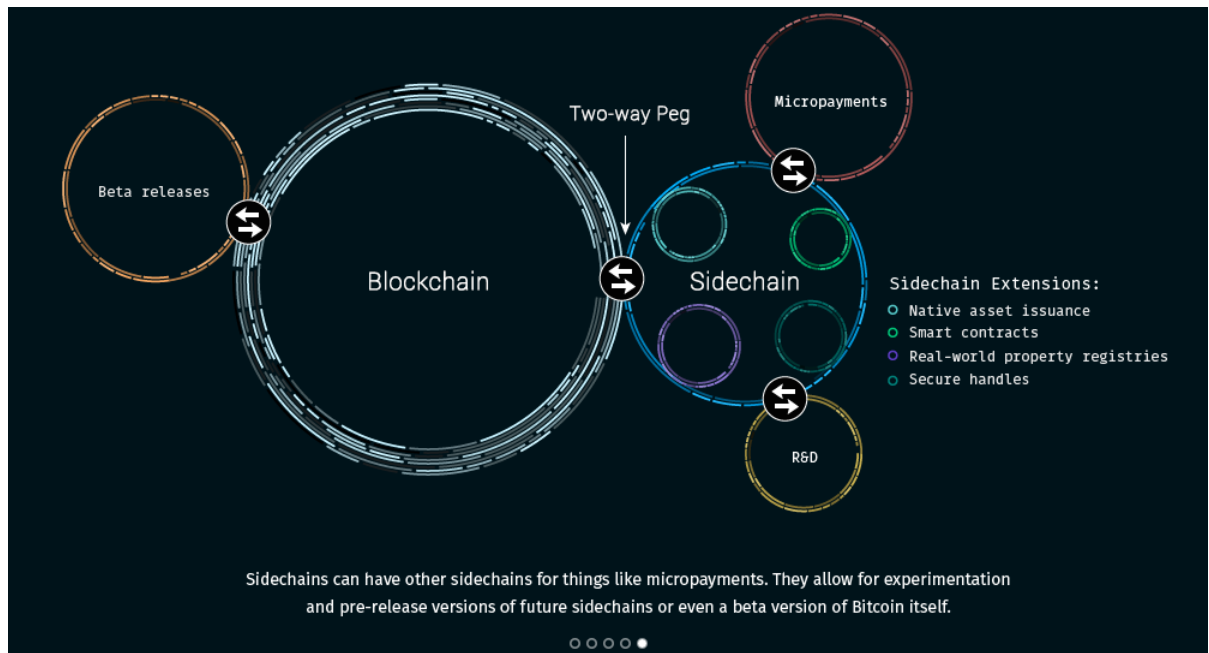 Micropayments
Two-way Peg
Beta releases
Blockchain
Sidechain
Sidechain Extensions:
Native asset issuance
Smart contracts
Real-world property registries
Secure handles
R&D
Sidechains can have other sidechains for things like micropayments. They allow for experimentation
and pre-release versions of future sidechains or even a beta version of Bitcoin itself.